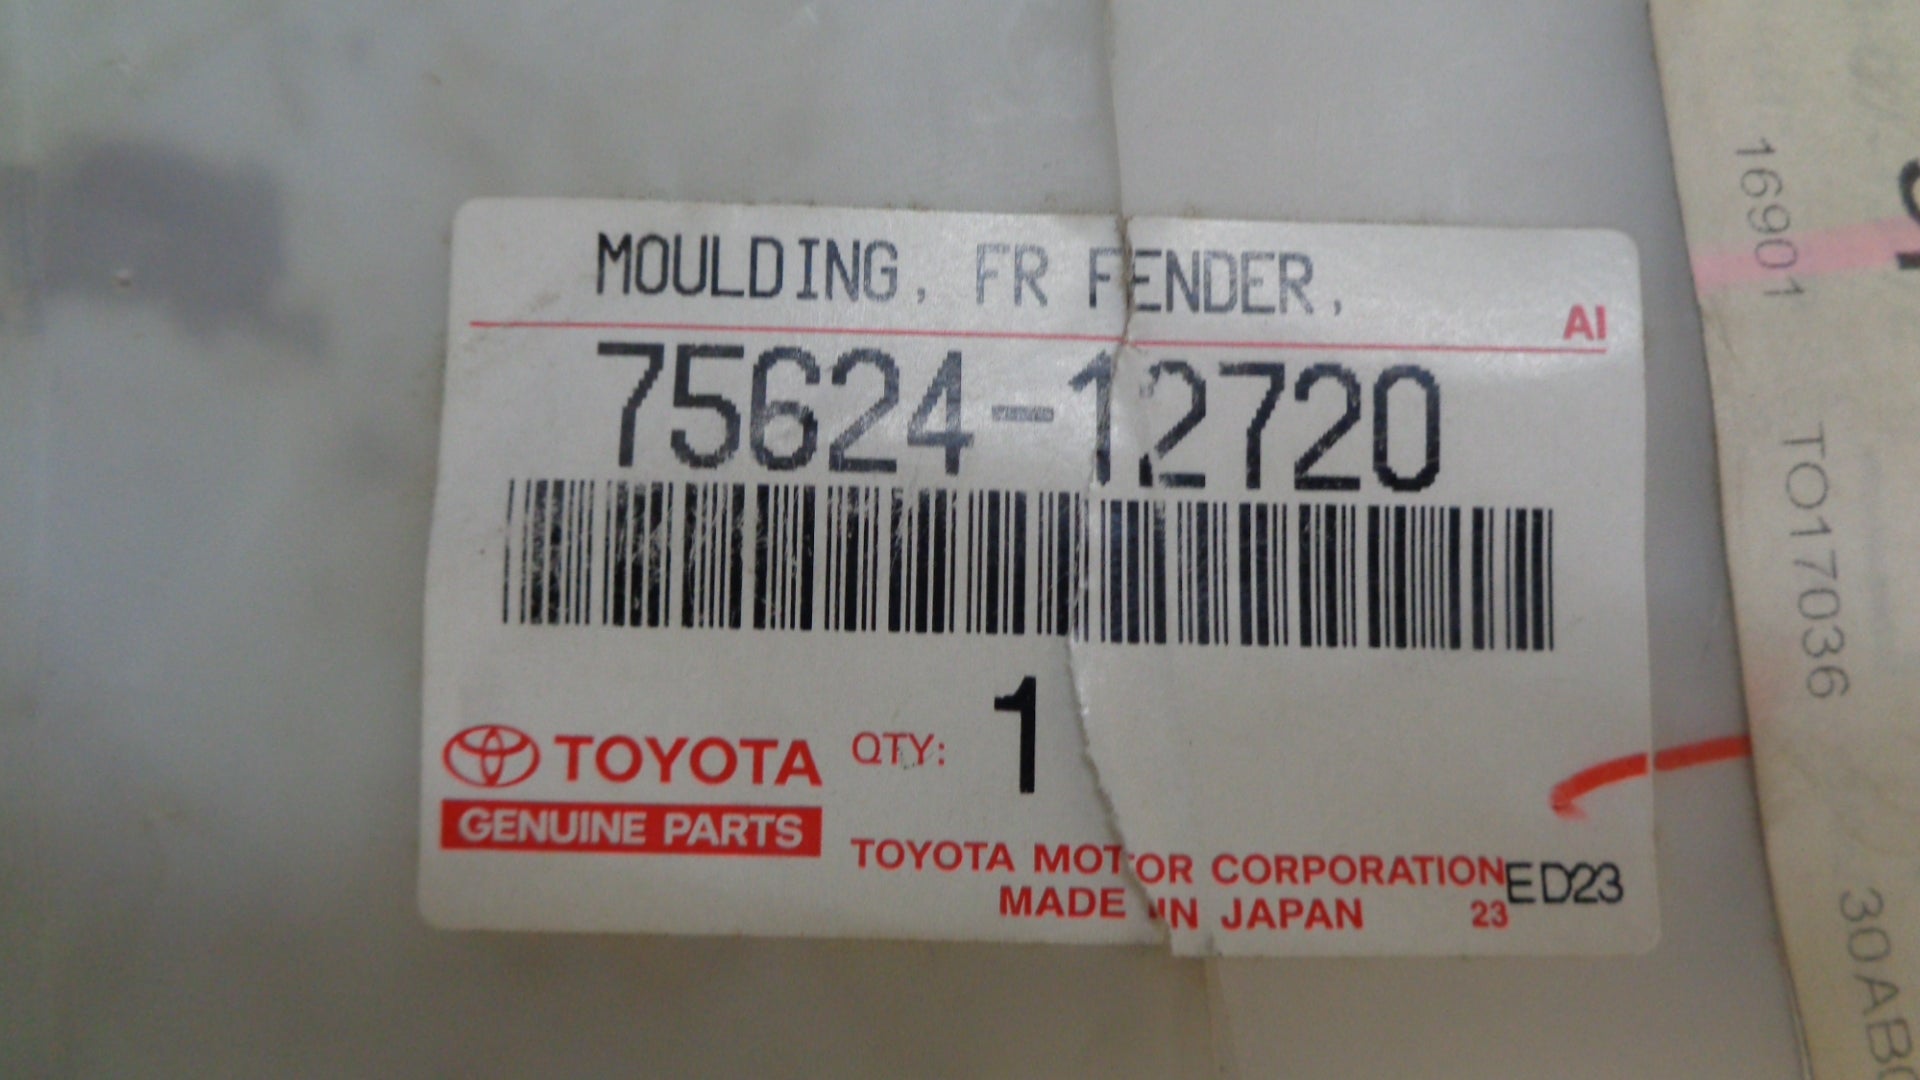 MOULDING, FR FENDER,
AI
75624-12720
TOYOTA
GENUINE PARTS
QTY: 1
TOYOTA MOTOR CORPORATION
MADE IN JAPAN 23
ED23
16901
TO17036